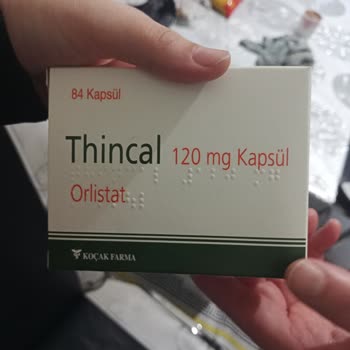 84 Kapsül
Thincal 120 mg Kapsül
Orlistat
KOÇAK FARMA